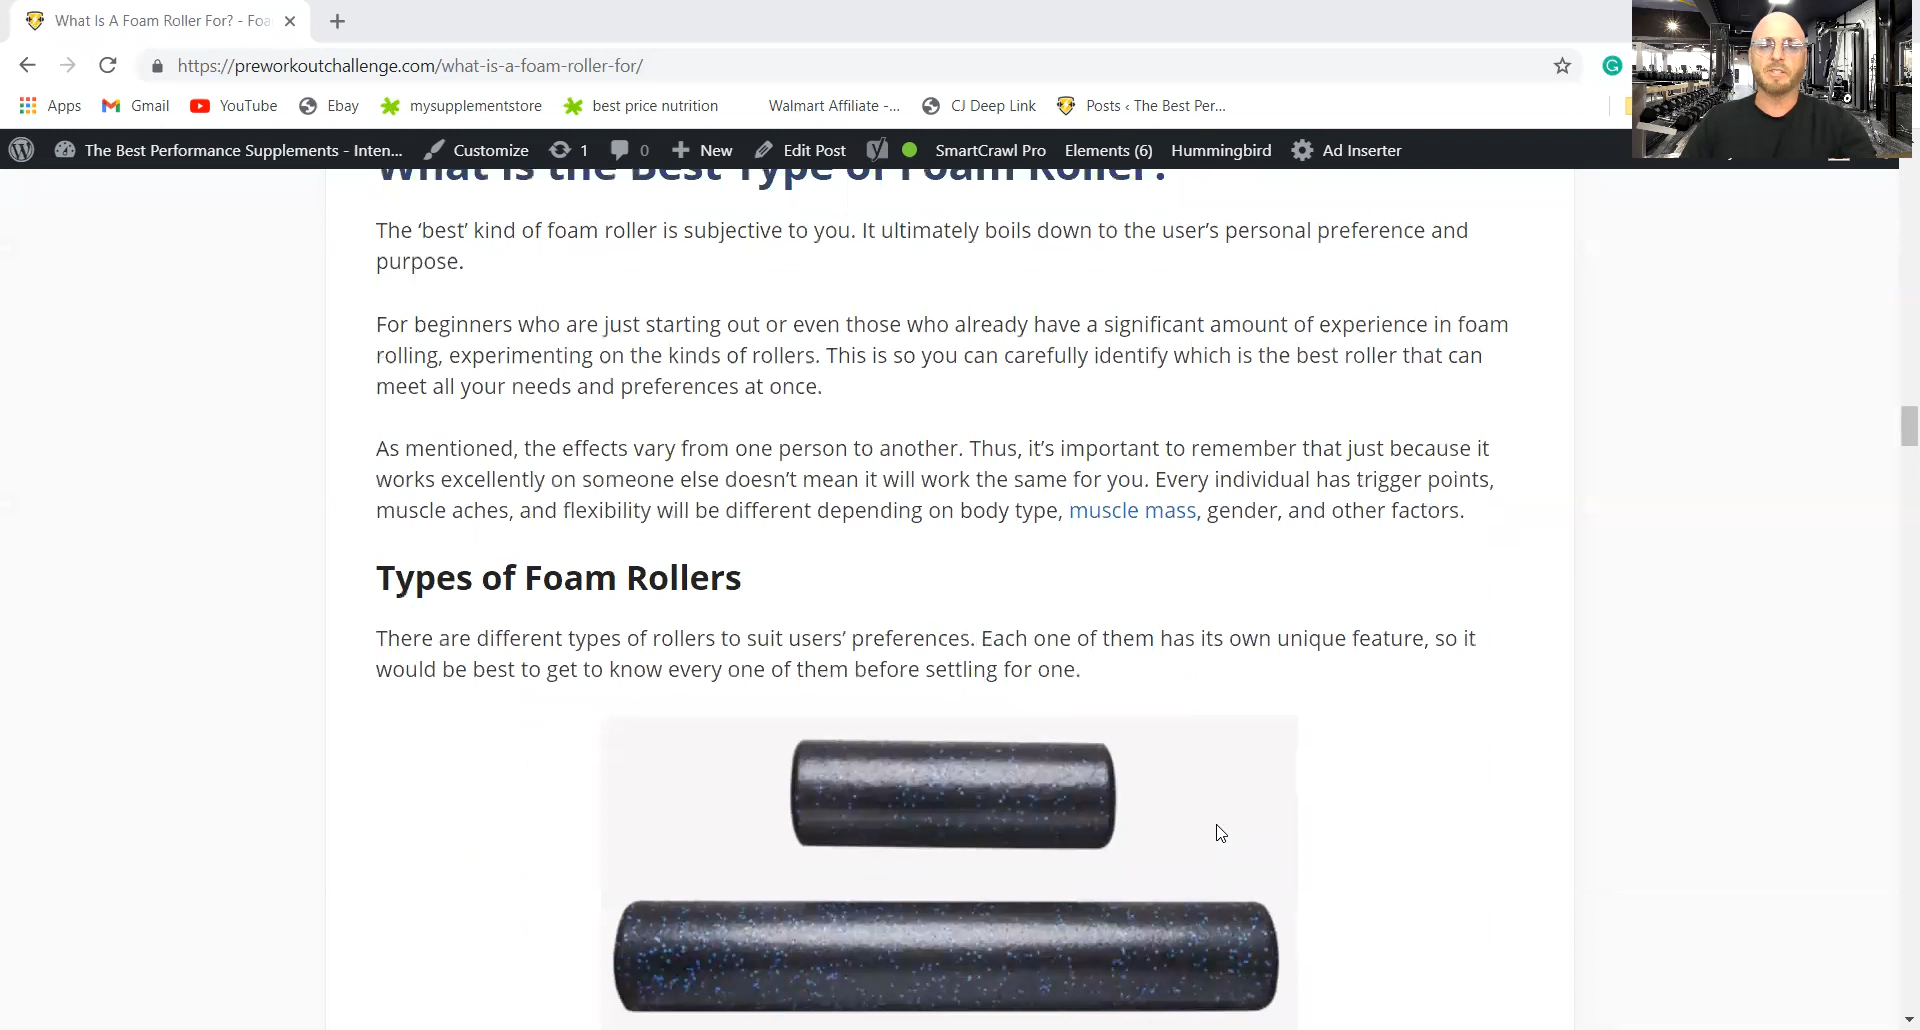 What Is A Foam Roller For? - Foa
https://preworkoutchallenge.com/what-is-a-foam-roller-for/
Apps Gmail YouTube Ebay mysupplementstore best price nutrition Walmart Affiliate -... CJ Deep Link Posts ‹ The Best Per...
The Best Performance Supplements - Inten... Customize 1 0 New Edit Post SmartCrawl Pro Elements (6) Hummingbird Ad Inserter
What Is the Best Type of Foam Roller?
The ‘best’ kind of foam roller is subjective to you. It ultimately boils down to the user’s personal preference and
purpose.
For beginners who are just starting out or even those who already have a significant amount of experience in foam
rolling, experimenting on the kinds of rollers. This is so you can carefully identify which is the best roller that can
meet all your needs and preferences at once.
As mentioned, the effects vary from one person to another. Thus, it’s important to remember that just because it
works excellently on someone else doesn’t mean it will work the same for you. Every individual has trigger points,
muscle aches, and flexibility will be different depending on body type, muscle mass, gender, and other factors.
Types of Foam Rollers
There are different types of rollers to suit users’ preferences. Each one of them has its own unique feature, so it
would be best to get to know every one of them before settling for one.